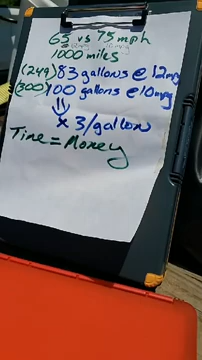 65 vs 75 mph
1000 miles
(249) 83 gallons @ 12mpg
(300) 100 gallons @ 10mpg
x 3/gallon
Time = Money